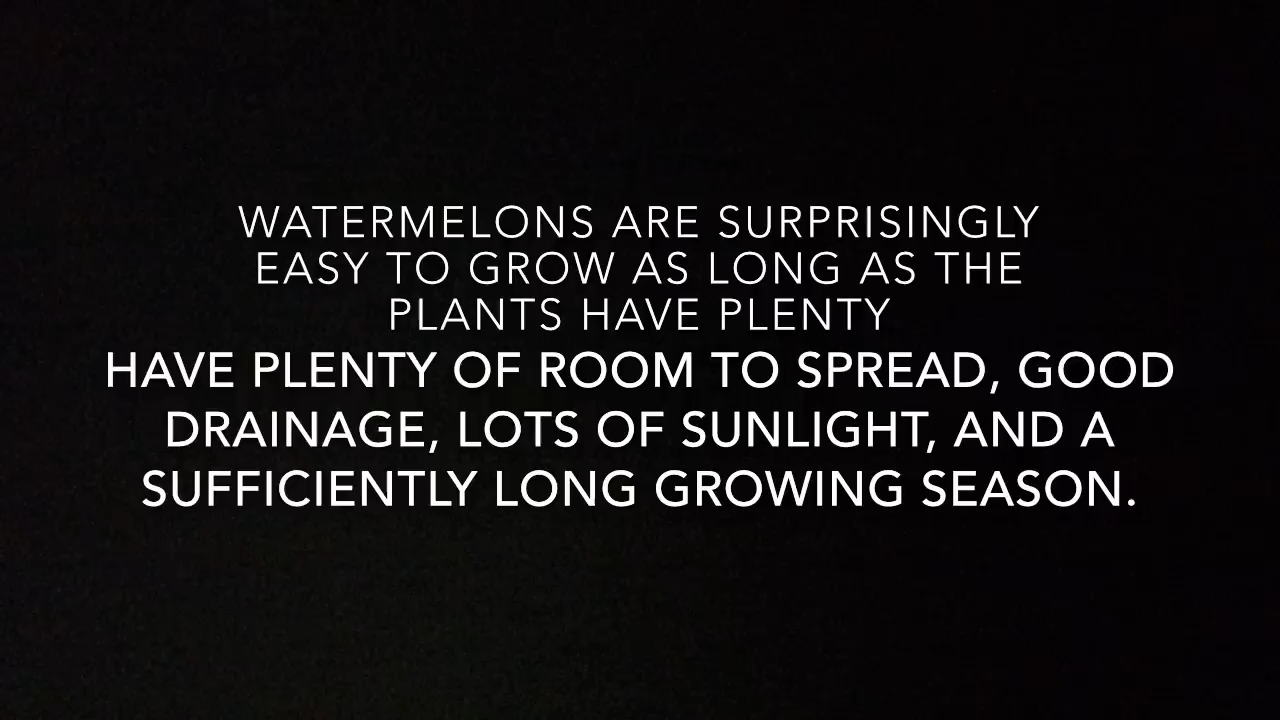 WATERMELONS ARE SURPRISINGLY
EASY TO GROW AS LONG AS THE
PLANTS HAVE PLENTY
HAVE PLENTY OF ROOM TO SPREAD, GOOD
DRAINAGE, LOTS OF SUNLIGHT, AND A
SUFFICIENTLY LONG GROWING SEASON.